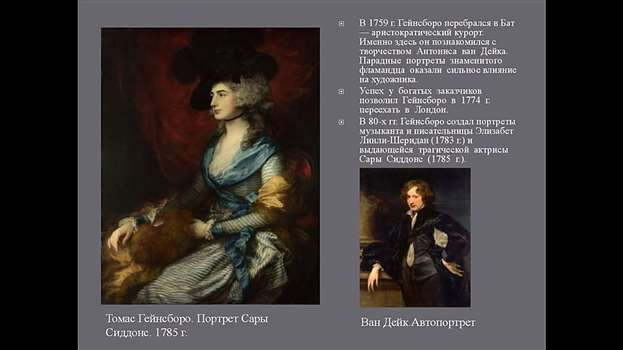 В 1759 г. Гейнсборо перебрался в Бат
— аристократический курорт.
Именно здесь он познакомился с
творчеством Антониса ван Дейка.
Парадные портреты знаменитого
фламандца оказали сильное влияние
на художника.
Успех у богатых заказчиков
позволил Гейнсборо в 1774 г.
переехать в Лондон.
В 80-х гг. Гейнсборо создал портреты
музыканта и писательницы Элизабет
Линли-Шеридан (1783 г.) и
выдающейся трагической актрисы
Сары Сиддонс (1785 г.).
Томас Гейнсборо. Портрет Сары
Сиддонс. 1785 г.
Ван Дейк.Автопортрет